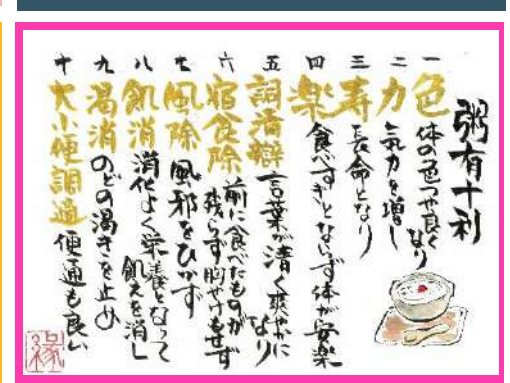 粥有十利
一 色 体の色つや良くなり
二 力 気力を増し
三 寿 長命となり
四 楽 食べすぎとならず体が安楽
五 詞清辯 言葉が清く爽やかになり
六 宿食除 前に食べたものが残らず胸やけもせず
七 風除 風邪をひかず
八 飢消 消化よく栄養となって飢えを消し
九 渇消 のどの渇きを止め
十 大小便調適 便通も良い
縁